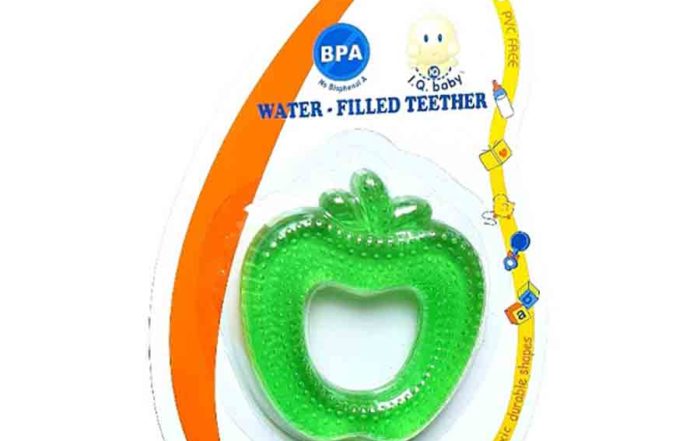 BPA
No Bisphenol A
I.Q. baby
WATER - FILLED TEETHER
PVC FREE
b
a
durable shapes